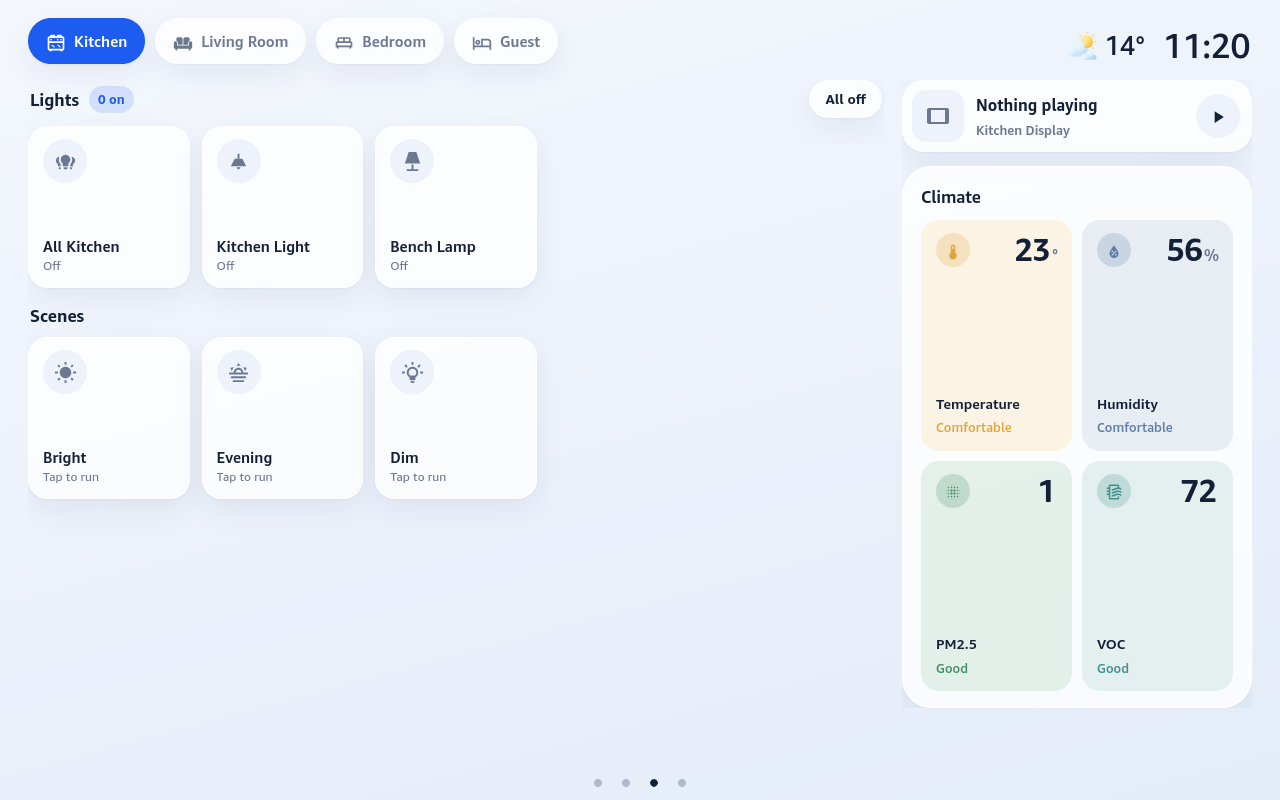 Kitchen
Living Room
Bedroom
Guest
14°
11:20
Lights
0 on
All off
All Kitchen
Off
Kitchen Light
Off
Bench Lamp
Off
Scenes
Bright
Tap to run
Evening
Tap to run
Dim
Tap to run
Nothing playing
Kitchen Display
Climate
23°
Temperature
Comfortable
56%
Humidity
Comfortable
1
PM2.5
Good
72
VOC
Good